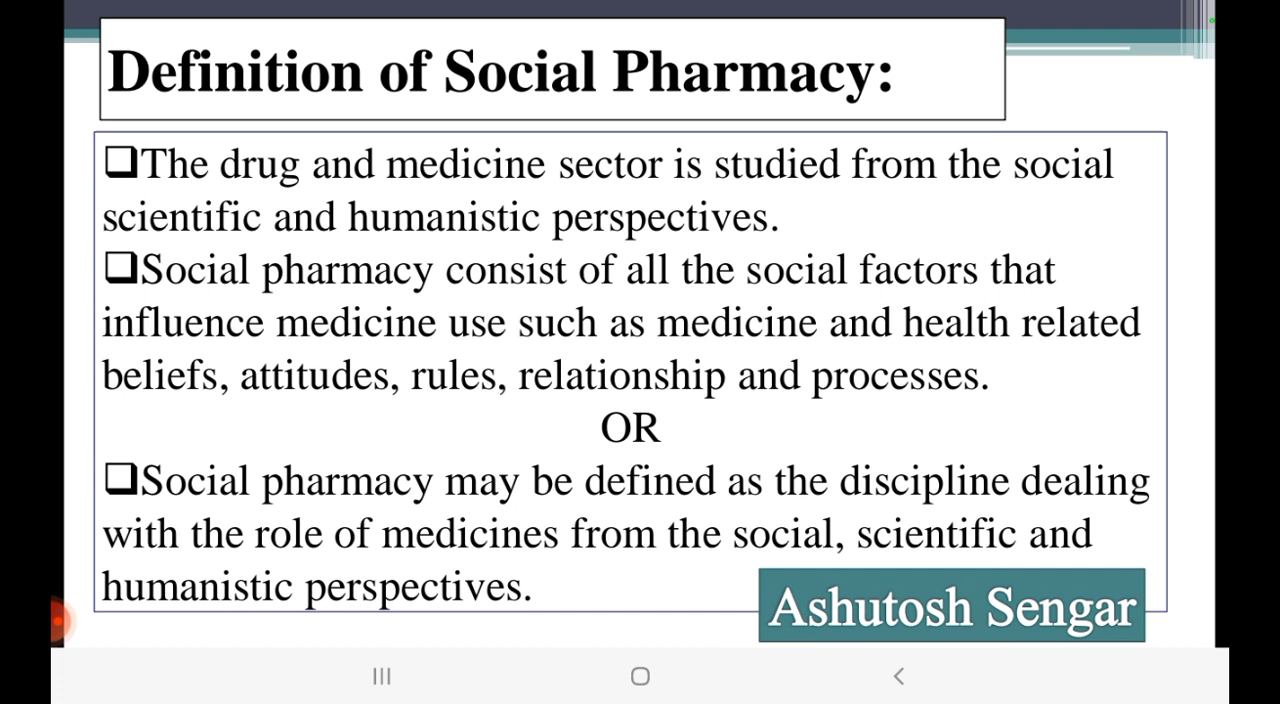 Definition of Social Pharmacy:
❑The drug and medicine sector is studied from the social
scientific and humanistic perspectives.
❑Social pharmacy consist of all the social factors that
influence medicine use such as medicine and health related
beliefs, attitudes, rules, relationship and processes.
OR
❑Social pharmacy may be defined as the discipline dealing
with the role of medicines from the social, scientific and
humanistic perspectives.
Ashutosh Sengar